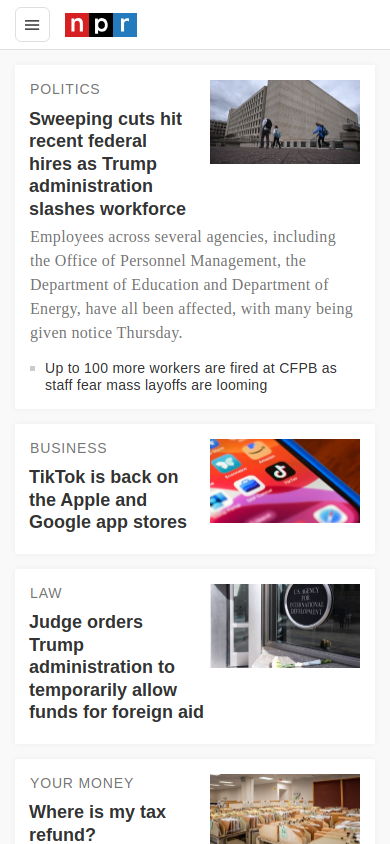 npr
POLITICS
Sweeping cuts hit
recent federal
hires as Trump
administration
slashes workforce
Employees across several agencies, including
the Office of Personnel Management, the
Department of Education and Department of
Energy, have all been affected, with many being
given notice Thursday.
Up to 100 more workers are fired at CFPB as
staff fear mass layoffs are looming
BUSINESS
TikTok is back on
the Apple and
Google app stores
LAW
Judge orders
Trump
administration to
temporarily allow
funds for foreign aid
U.S. AGENCY
FOR
INTERNATIONAL
DEVELOPMENT
YOUR MONEY
Where is my tax
refund?